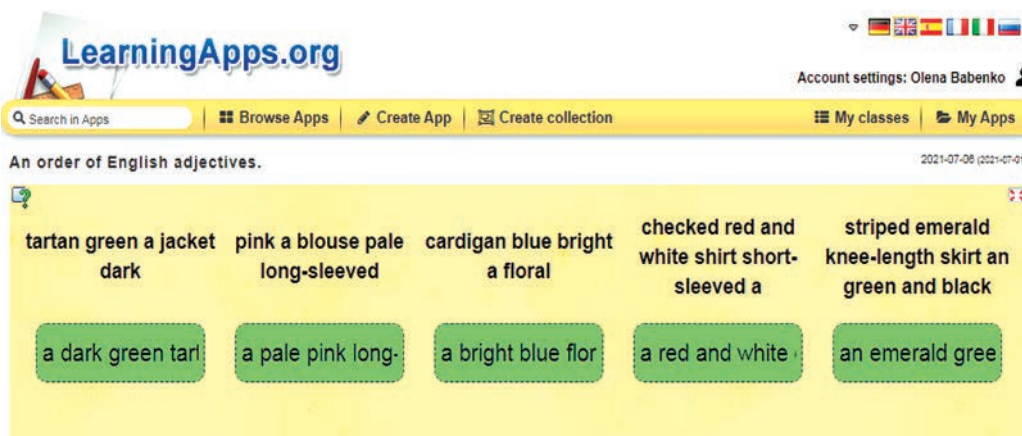 LearningApps.org
Account settings: Olena Babenko
Search in Apps
Browse Apps
Create App
Create collection
My classes
My Apps
An order of English adjectives.
2021-07-06 (2021-07-01
tartan green a jacket
dark
pink a blouse pale
long-sleeved
cardigan blue bright
a floral
checked red and
white shirt short-
sleeved a
striped emerald
knee-length skirt an
green and black
a dark green tart
a pale pink long-
a bright blue flor
a red and white
an emerald gree